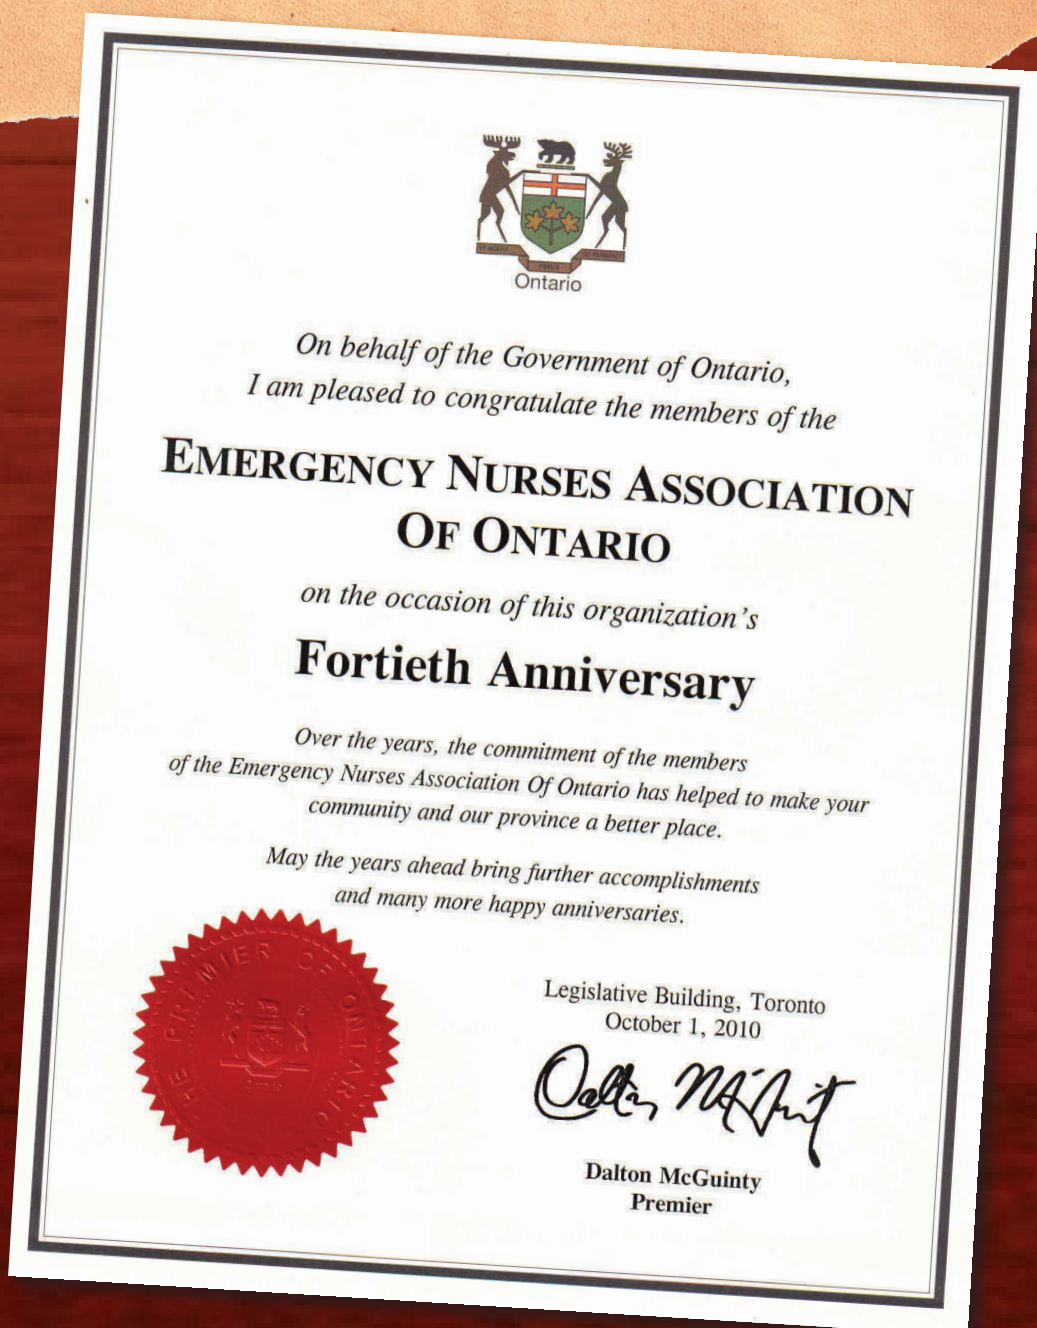 Ontario
On behalf of the Government of Ontario,
I am pleased to congratulate the members of the
EMERGENCY NURSES ASSOCIATION
OF ONTARIO
on the occasion of this organization's
Fortieth Anniversary
Over the years, the commitment of the members
of the Emergency Nurses Association Of Ontario has helped to make your
community and our province a better place.
May the years ahead bring further accomplishments
and many more happy anniversaries.
THE PREMIER OF ONTARIO
Ontario
Legislative Building, Toronto
October 1, 2010
Dalton McGuinty
Dalton McGuinty
Premier